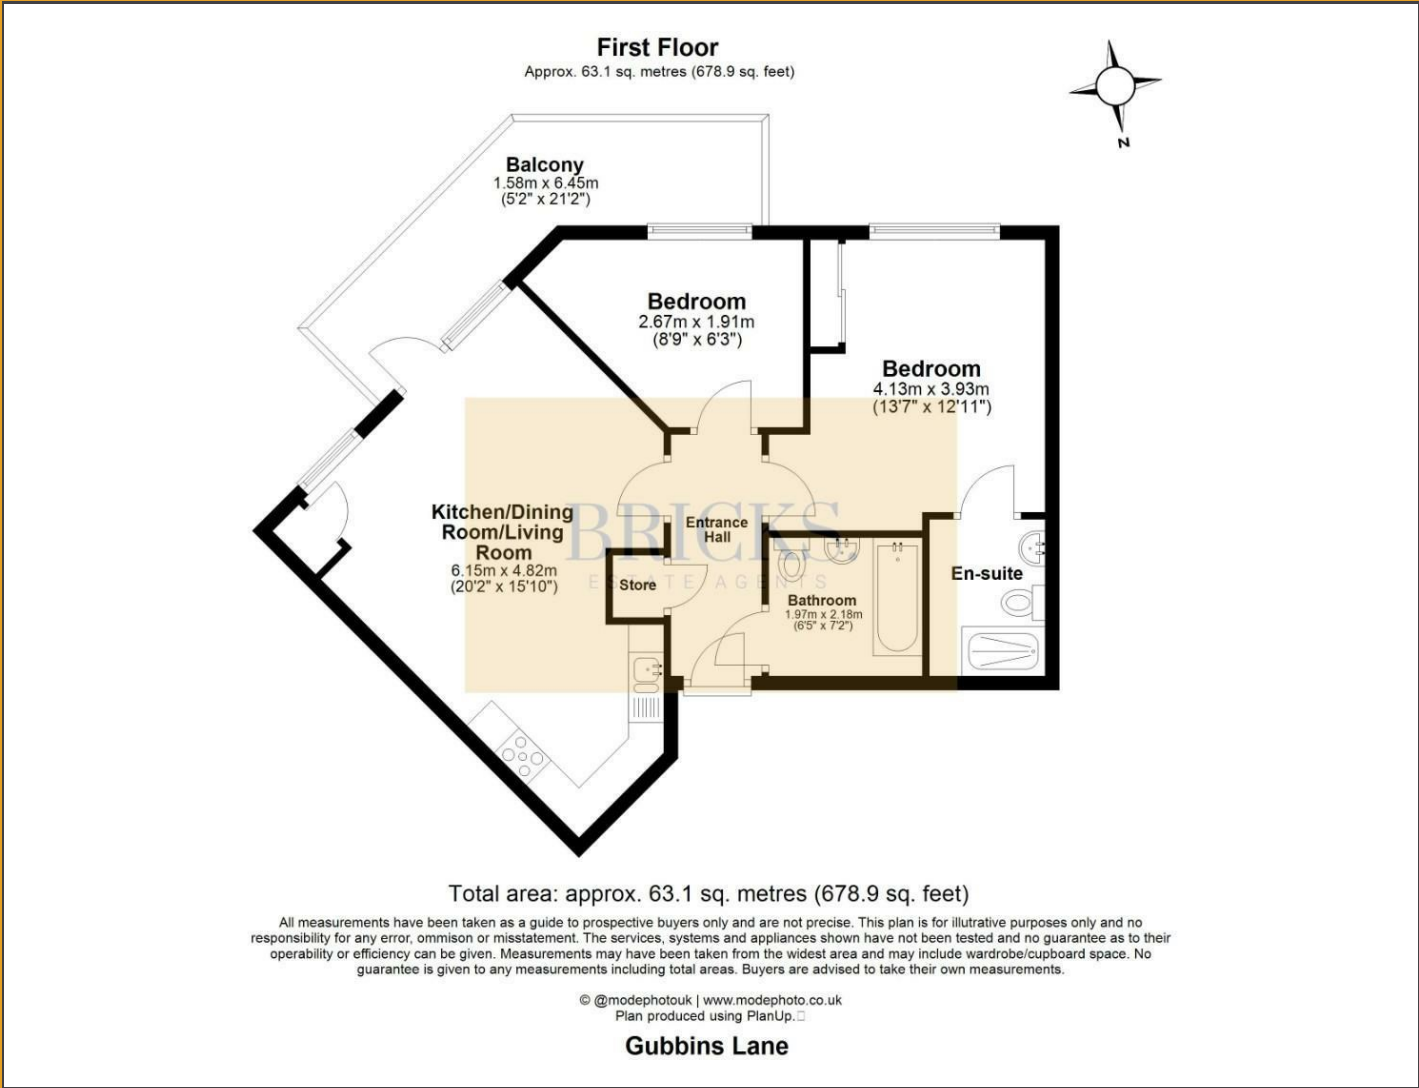 First Floor
Approx. 63.1 sq. metres (678.9 sq. feet)
N
Balcony
1.58m x 6.45m
(5'2" x 21'2")
Bedroom
2.67m x 1.91m
(8'9" x 6'3")
Bedroom
4.13m x 3.93m
(13'7" x 12'11")
Kitchen/Dining
Room/Living
Room
6.15m x 4.82m
(20'2" x 15'10")
BRICKS.
ESTATE AGENTS
Entrance
Hall
Store
Bathroom
1.97m x 2.18m
(6'5" x 7'2")
En-suite
Total area: approx. 63.1 sq. metres (678.9 sq. feet)
All measurements have been taken as a guide to prospective buyers only and are not precise. This plan is for illutrative purposes only and no
responsibility for any error, ommison or misstatement. The services, systems and appliances shown have not been tested and no guarantee as to their
operability or efficiency can be given. Measurements may have been taken from the widest area and may include wardrobe/cupboard space. No
guarantee is given to any measurements including total areas. Buyers are advised to take their own measurements.
© @modephotouk | www.modephoto.co.uk
Plan produced using PlanUp.
Gubbins Lane